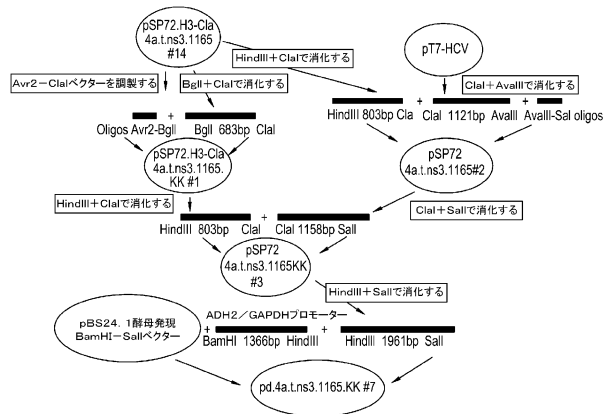 pSP72.H3-Cla
4a.t.ns3.1165
#14
HindⅢ+ClaIで消化する
pT7-HCV
Avr2-ClaIベクターを調製する
BglI+ClaIで消化する
ClaI+AvaⅢで消化する
+
Oligos Avr2-BglI
BglI 683bp ClaI
+
+
HindⅢ 803bp Cla
ClaI 1121bp AvaⅢ
AvaⅢ-Sal oligos
pSP72.H3-Cla
4a.t.ns3.1165.
KK #1
pSP72
4a.t.ns3.1165#2
HindⅢ+ClaIで消化する
ClaI+SalIで消化する
+
HindⅢ 803bp ClaI
ClaI 1158bp SalI
pSP72
4a.t.ns3.1165KK
#3
HindⅢ+SalIで消化する
pBS24.1酵母発現
BamHI-SalIベクター
ADH2/GAPDHプロモーター
+
+
BamHI 1366bp HindⅢ
HindⅢ 1961bp SalI
pd.4a.t.ns3.1165.KK #7